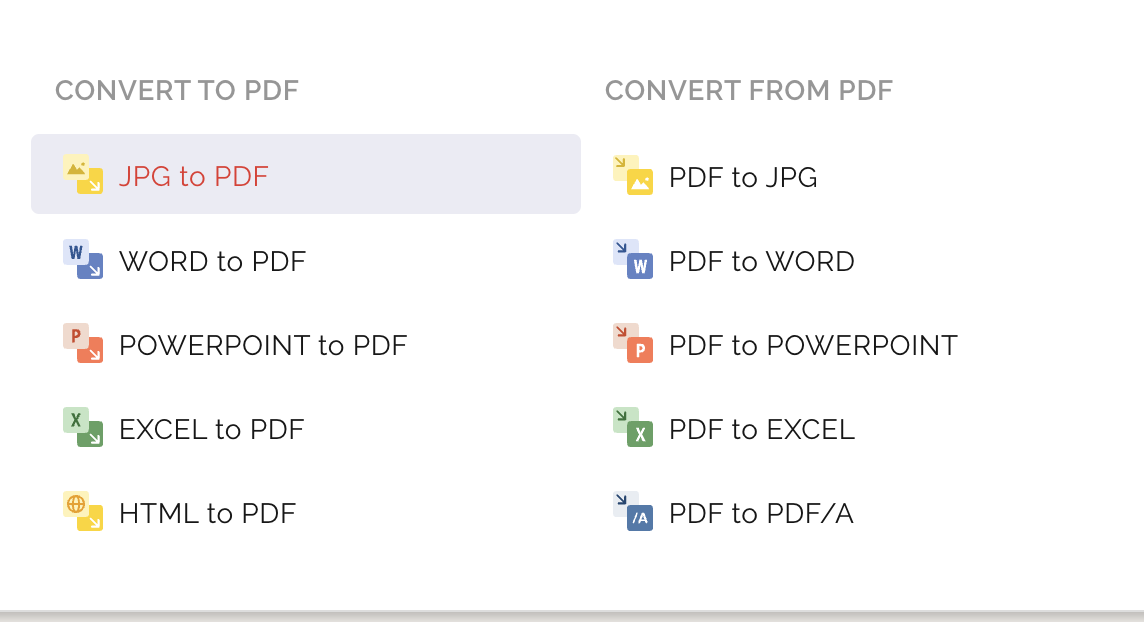 CONVERT TO PDF
JPG to PDF
W
WORD to PDF
P
POWERPOINT to PDF
X
EXCEL to PDF
HTML to PDF
CONVERT FROM PDF
PDF to JPG
W
PDF to WORD
P
PDF to POWERPOINT
X
PDF to EXCEL
/A
PDF to PDF/A